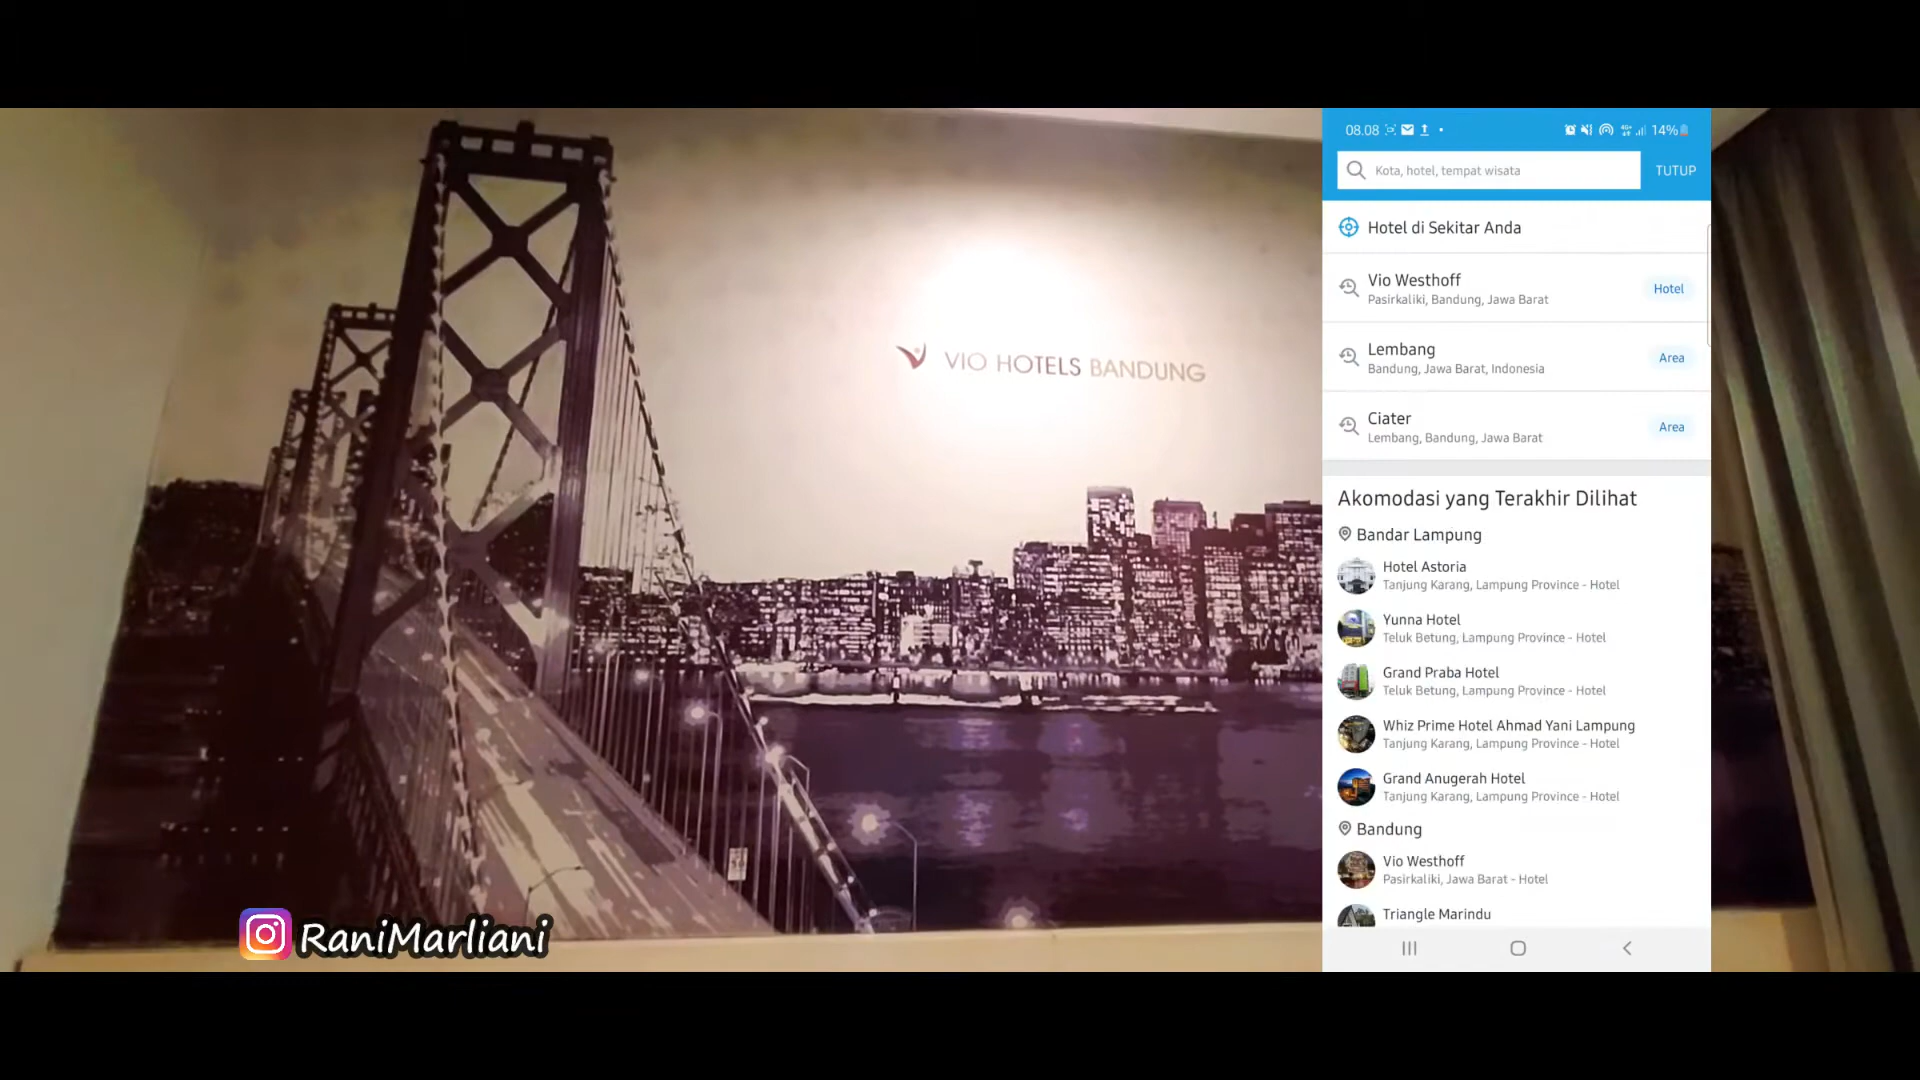 VIO HOTELS BANDUNG
RaniMarliani
08.08
14%
Kota, hotel, tempat wisata
TUTUP
Hotel di Sekitar Anda
Vio Westhoff
Pasirkaliki, Bandung, Jawa Barat
Hotel
Lembang
Bandung, Jawa Barat, Indonesia
Area
Ciater
Lembang, Bandung, Jawa Barat
Area
Akomodasi yang Terakhir Dilihat
Bandar Lampung
Hotel Astoria
Tanjung Karang, Lampung Province - Hotel
Yunna Hotel
Teluk Betung, Lampung Province - Hotel
Grand Praba Hotel
Teluk Betung, Lampung Province - Hotel
Whiz Prime Hotel Ahmad Yani Lampung
Tanjung Karang, Lampung Province - Hotel
Grand Anugerah Hotel
Tanjung Karang, Lampung Province - Hotel
Bandung
Vio Westhoff
Pasirkaliki, Jawa Barat - Hotel
Triangle Marindu